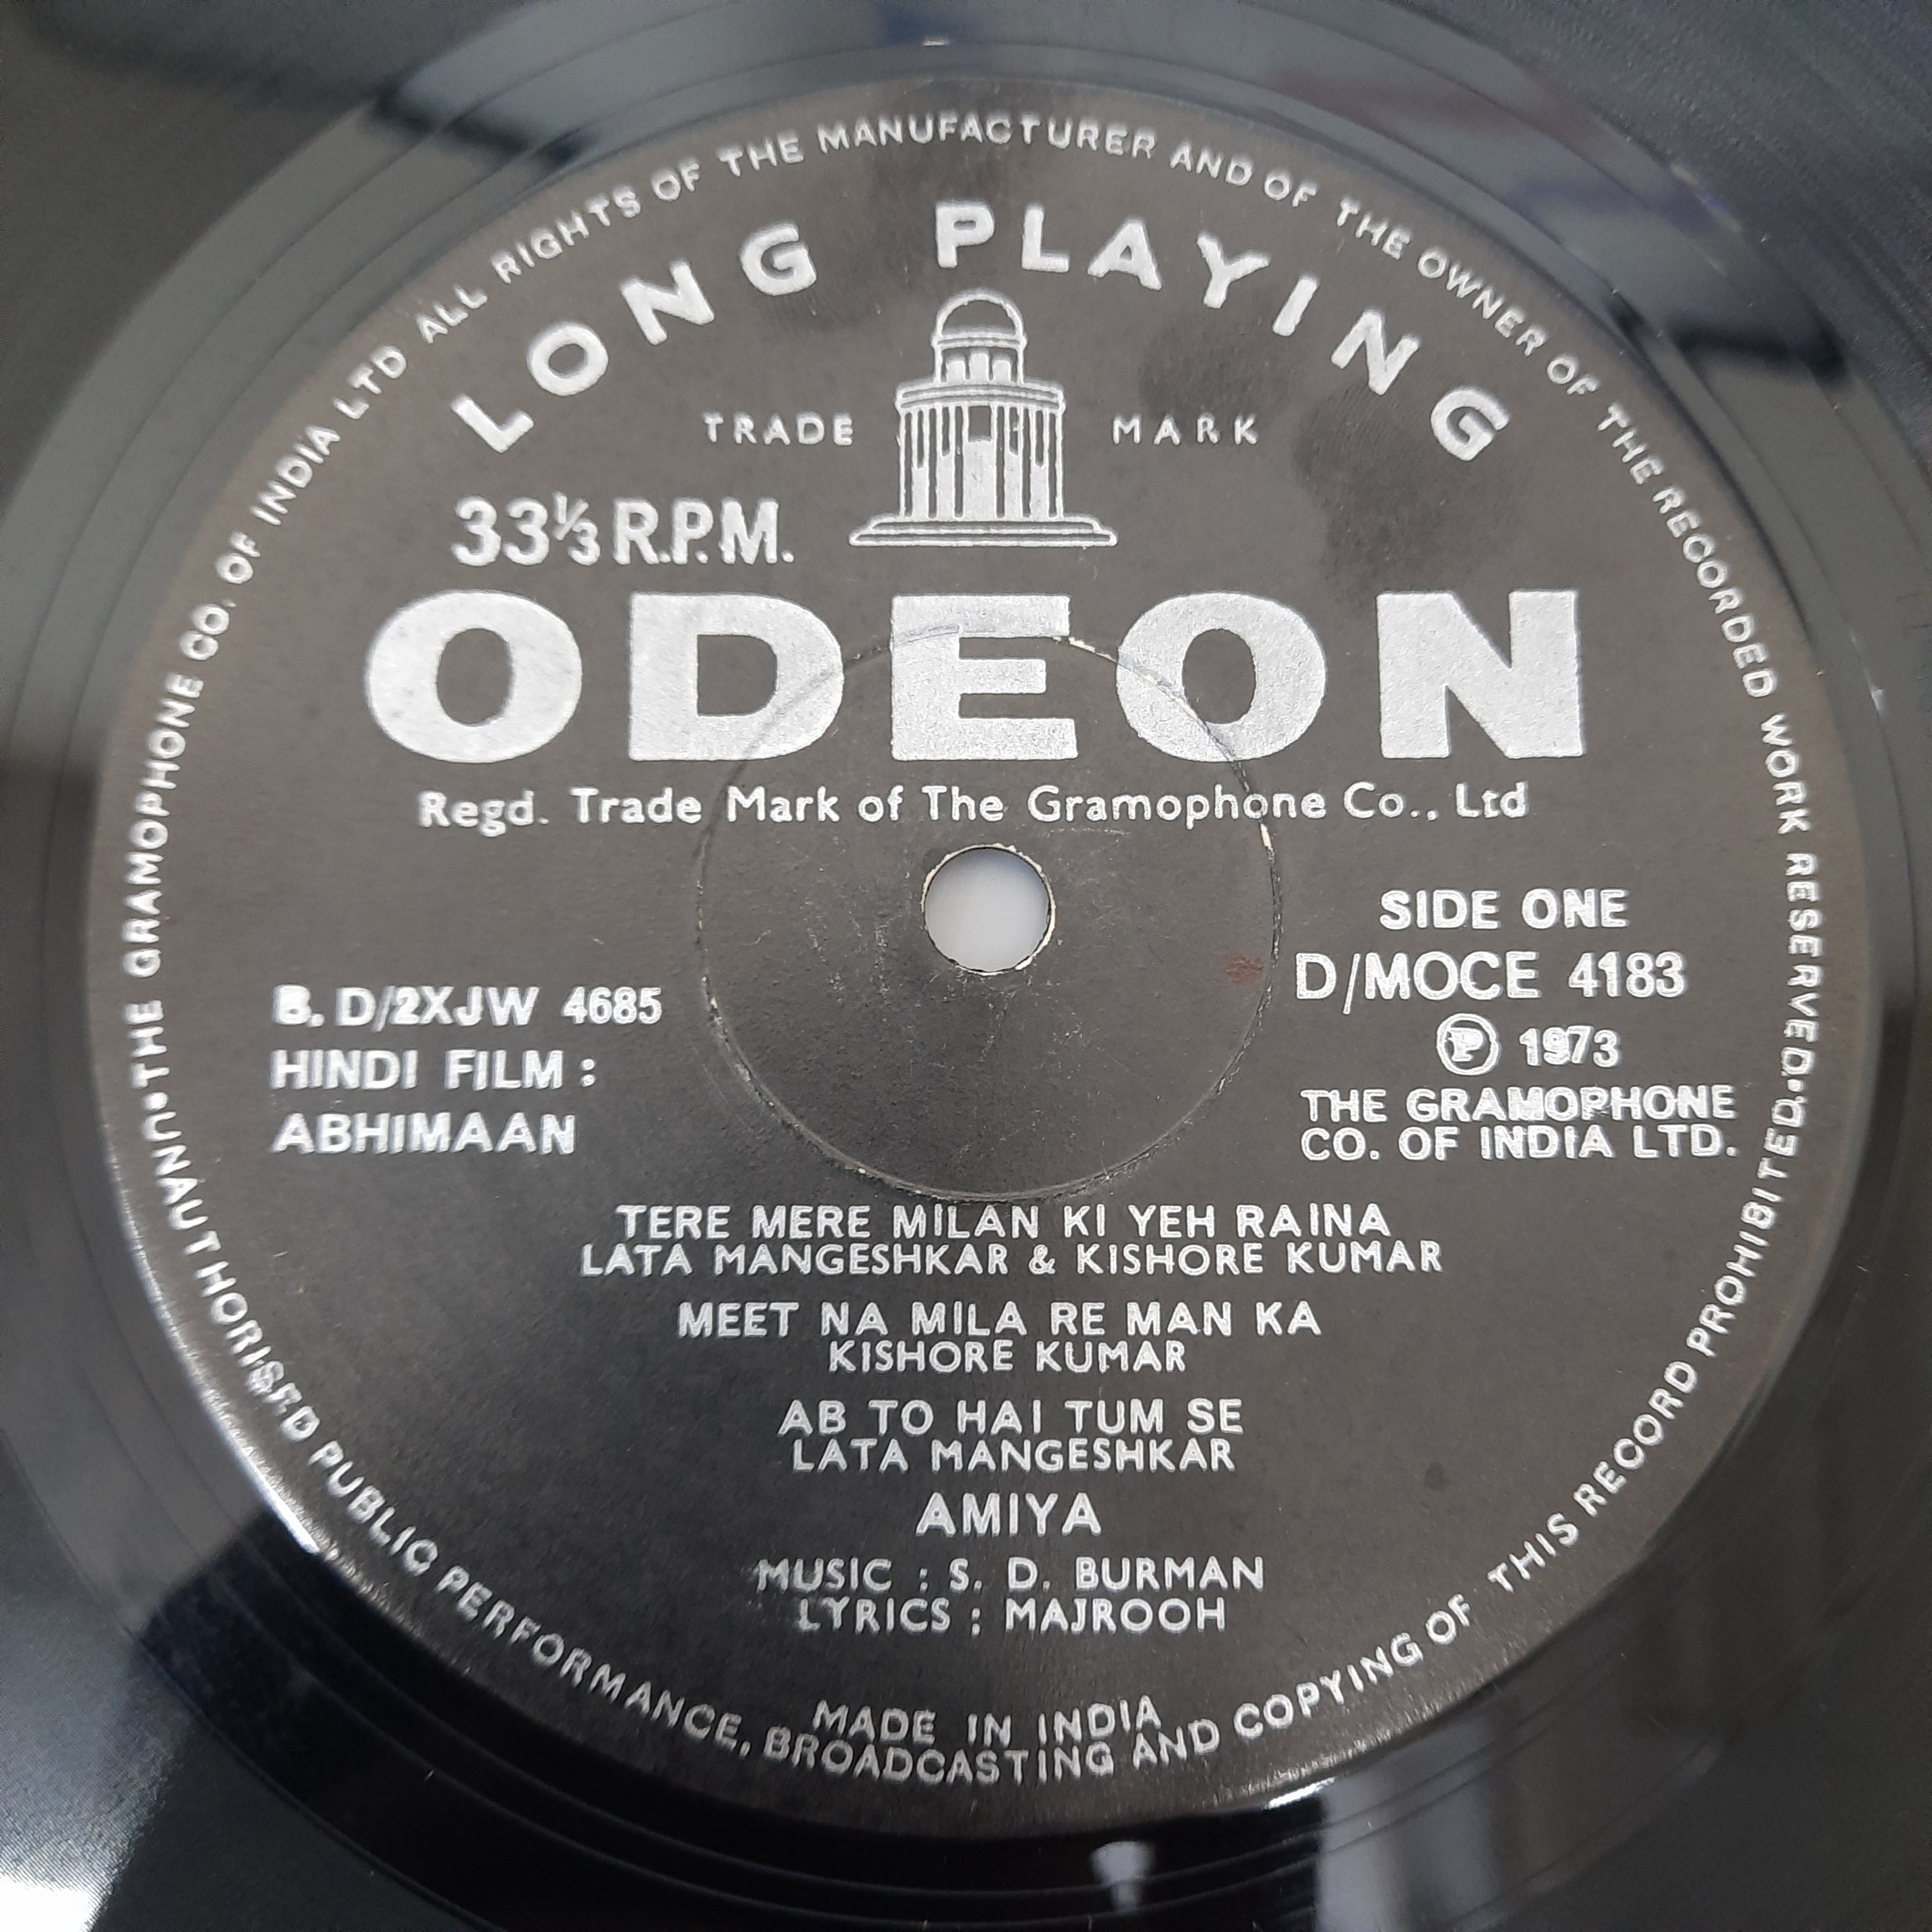 THE GRAMOPHONE CO. OF INDIA LTD ALL RIGHTS OF THE MANUFACTURER AND OF THE OWNER OF THE RECORDED WORK RESERVED.
LONG PLAYING
TRADE MARK
33⅓ R.P.M.
ODEON
Regd. Trade Mark of The Gramophone Co., Ltd
SIDE ONE
D/MOCE 4183
Ⓟ 1973
THE GRAMOPHONE
CO. OF INDIA LTD.
B. D/2XJW 4685
HINDI FILM :
ABHIMAAN
TERE MERE MILAN KI YEH RAINA
LATA MANGESHKAR & KISHORE KUMAR
MEET NA MILA RE MAN KA
KISHORE KUMAR
AB TO HAI TUM SE
LATA MANGESHKAR
AMIYA
MUSIC : S. D. BURMAN
LYRICS : MAJROOH
MADE IN INDIA
PUBLIC PERFORMANCE, BROADCASTING AND COPYING OF THIS RECORD PROHIBITED.